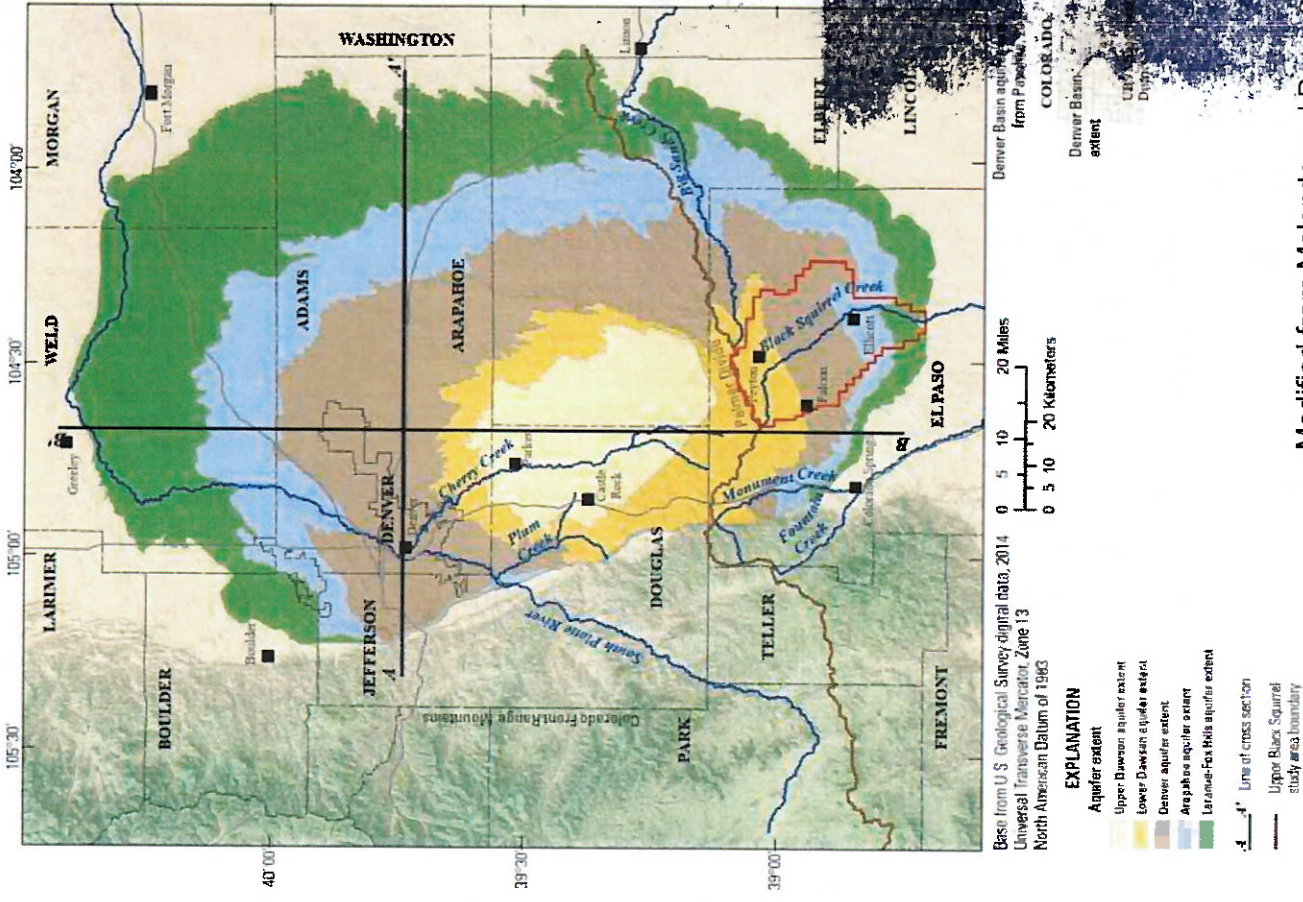 105°30'
105°00'
104°30'
104°00'
LARIMER
WELD
MORGAN
Greeley
Fort Morgan
WASHINGTON
40°00'
BOULDER
Boulder
ADAMS
JEFFERSON
A
DENVER
Denver
A'
Cherry Creek
ARAPAHOE
Parker
Plum
Creek
Castle
Rock
39°30'
South Platte River
Colorado Front Range Mountains
DOUGLAS
Limon
Big Sandy Creek
PARK
Palmer Divide
Peyton
Black Squirrel Creek
ELBERT
39°00'
TELLER
Monument Creek
Fountain
Creek
Falcon
Ellicott
Colorado Springs
LINCOLN
FREMONT
B
EL PASO
Base from U.S. Geological Survey digital data, 2014
Universal Transverse Mercator, Zone 13
North American Datum of 1983
0 5 10 20 Miles
0 5 10 20 Kilometers
Denver Basin
from
COLORADO
Denver Basin
extent
EXPLANATION
Aquifer extent
Upper Dawson aquifer extent
Lower Dawson aquifer extent
Denver aquifer extent
Arapahoe aquifer extent
Laramie-Fox Hills aquifer extent
A A' Line of cross section
Upper Black Squirrel
study area boundary
Modified from